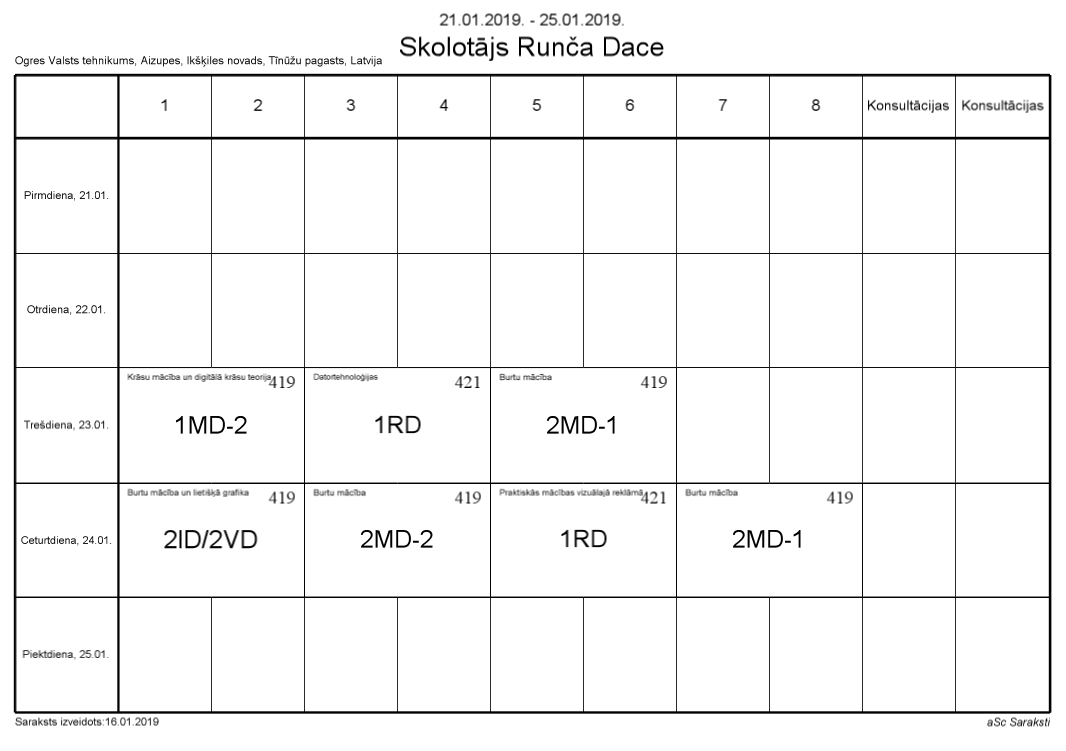 21.01.2019. - 25.01.2019.
Skolotājs Runča Dace
Ogres Valsts tehnikums, Aizupes, Ikšķiles novads, Tīnūžu pagasts, Latvija
1 2 3 4 5 6 7 8 Konsultācijas Konsultācijas
Pirmdiena, 21.01.
Otrdiena, 22.01.
Krāsu mācība un digitālā krāsu teorija 419 Datortehnoloģijas 421 Burtu mācība 419
Trešdiena, 23.01. 1MD-2 1RD 2MD-1
Burtu mācība un lietišķā grafika 419 Burtu mācība 419 Praktiskās mācības vizuālajā reklāmā 421 Burtu mācība 419
Ceturtdiena, 24.01. 2ID/2VD 2MD-2 1RD 2MD-1
Piektdiena, 25.01.
Saraksts izveidots:16.01.2019 aSc Saraksti